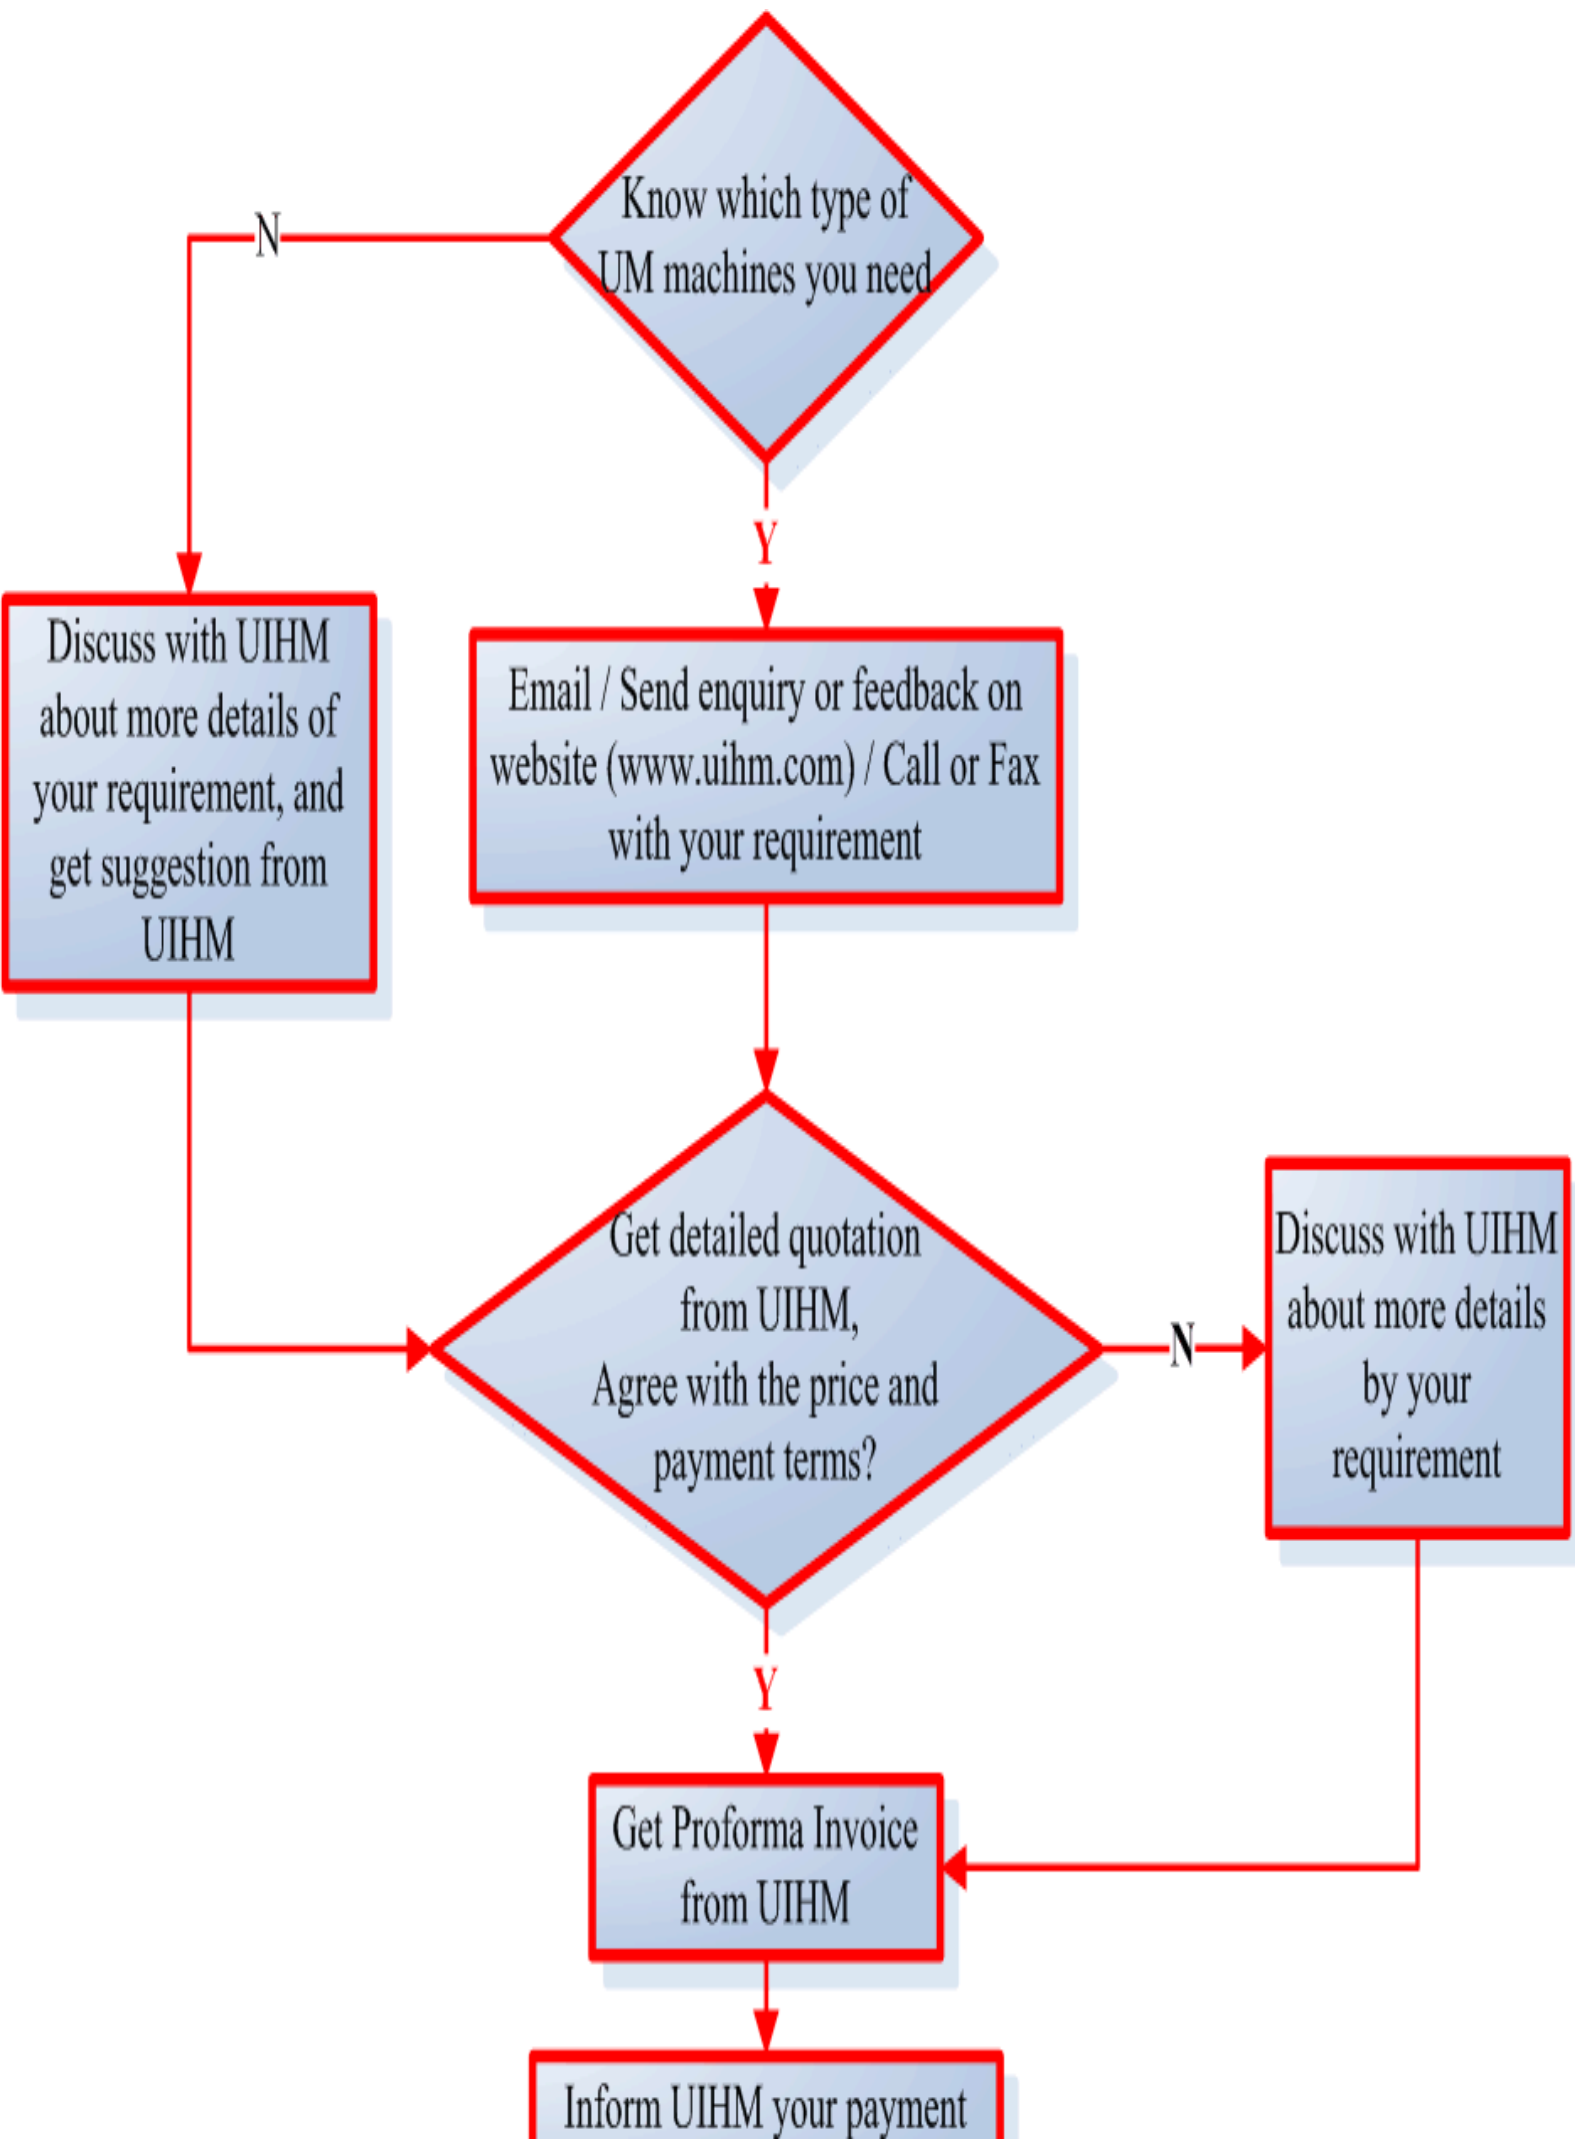 Know which type of
UM machines you need
N
Y
Discuss with UIHM
about more details of
your requirement, and
get suggestion from
UIHM
Email / Send enquiry or feedback on
website (www.uihm.com) / Call or Fax
with your requirement
Get detailed quotation
from UIHM,
Agree with the price and
payment terms?
N
Discuss with UIHM
about more details
by your
requirement
Y
Get Proforma Invoice
from UIHM
Inform UIHM your payment